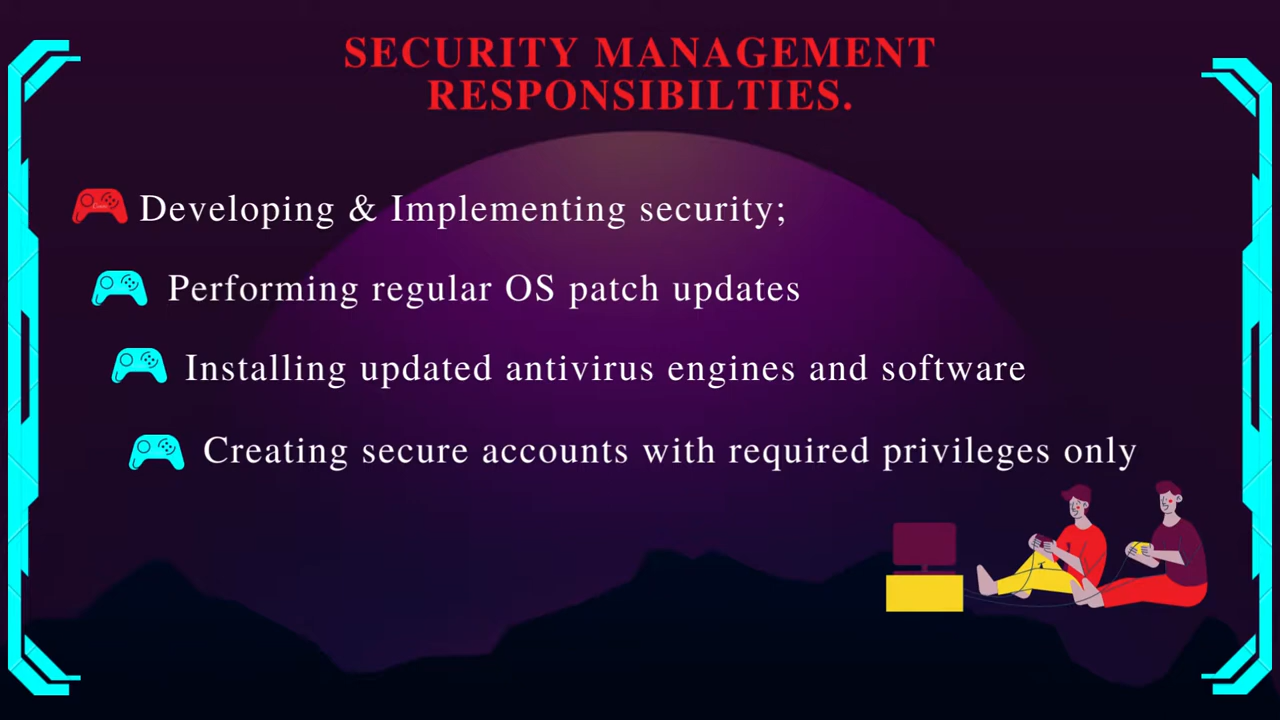 SECURITY MANAGEMENT
RESPONSIBILTIES.
Developing & Implementing security;
Performing regular OS patch updates
Installing updated antivirus engines and software
Creating secure accounts with required privileges only